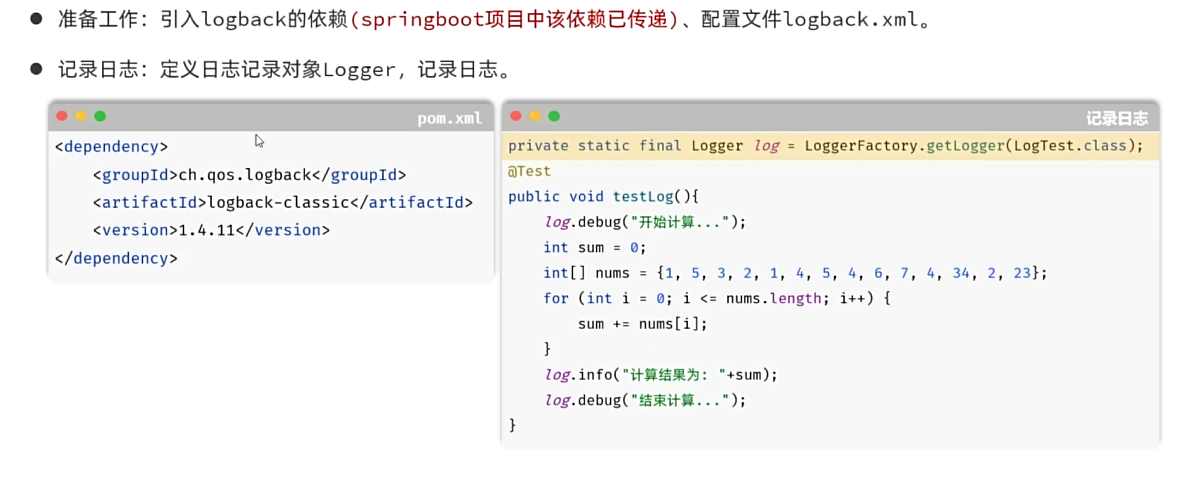 ● 准备工作：引入logback的依赖(springboot项目中该依赖已传递)、配置文件logback.xml。
● 记录日志：定义日志记录对象Logger，记录日志。
pom.xml
<dependency>
    <groupId>ch.qos.logback</groupId>
    <artifactId>logback-classic</artifactId>
    <version>1.4.11</version>
</dependency>
记录日志
private static final Logger log = LoggerFactory.getLogger(LogTest.class);
@Test
public void testLog(){
    log.debug("开始计算...");
    int sum = 0;
    int[] nums = {1, 5, 3, 2, 1, 4, 5, 4, 6, 7, 4, 34, 2, 23};
    for (int i = 0; i <= nums.length; i++) {
        sum += nums[i];
    }
    log.info("计算结果为: "+sum);
    log.debug("结束计算...");
}